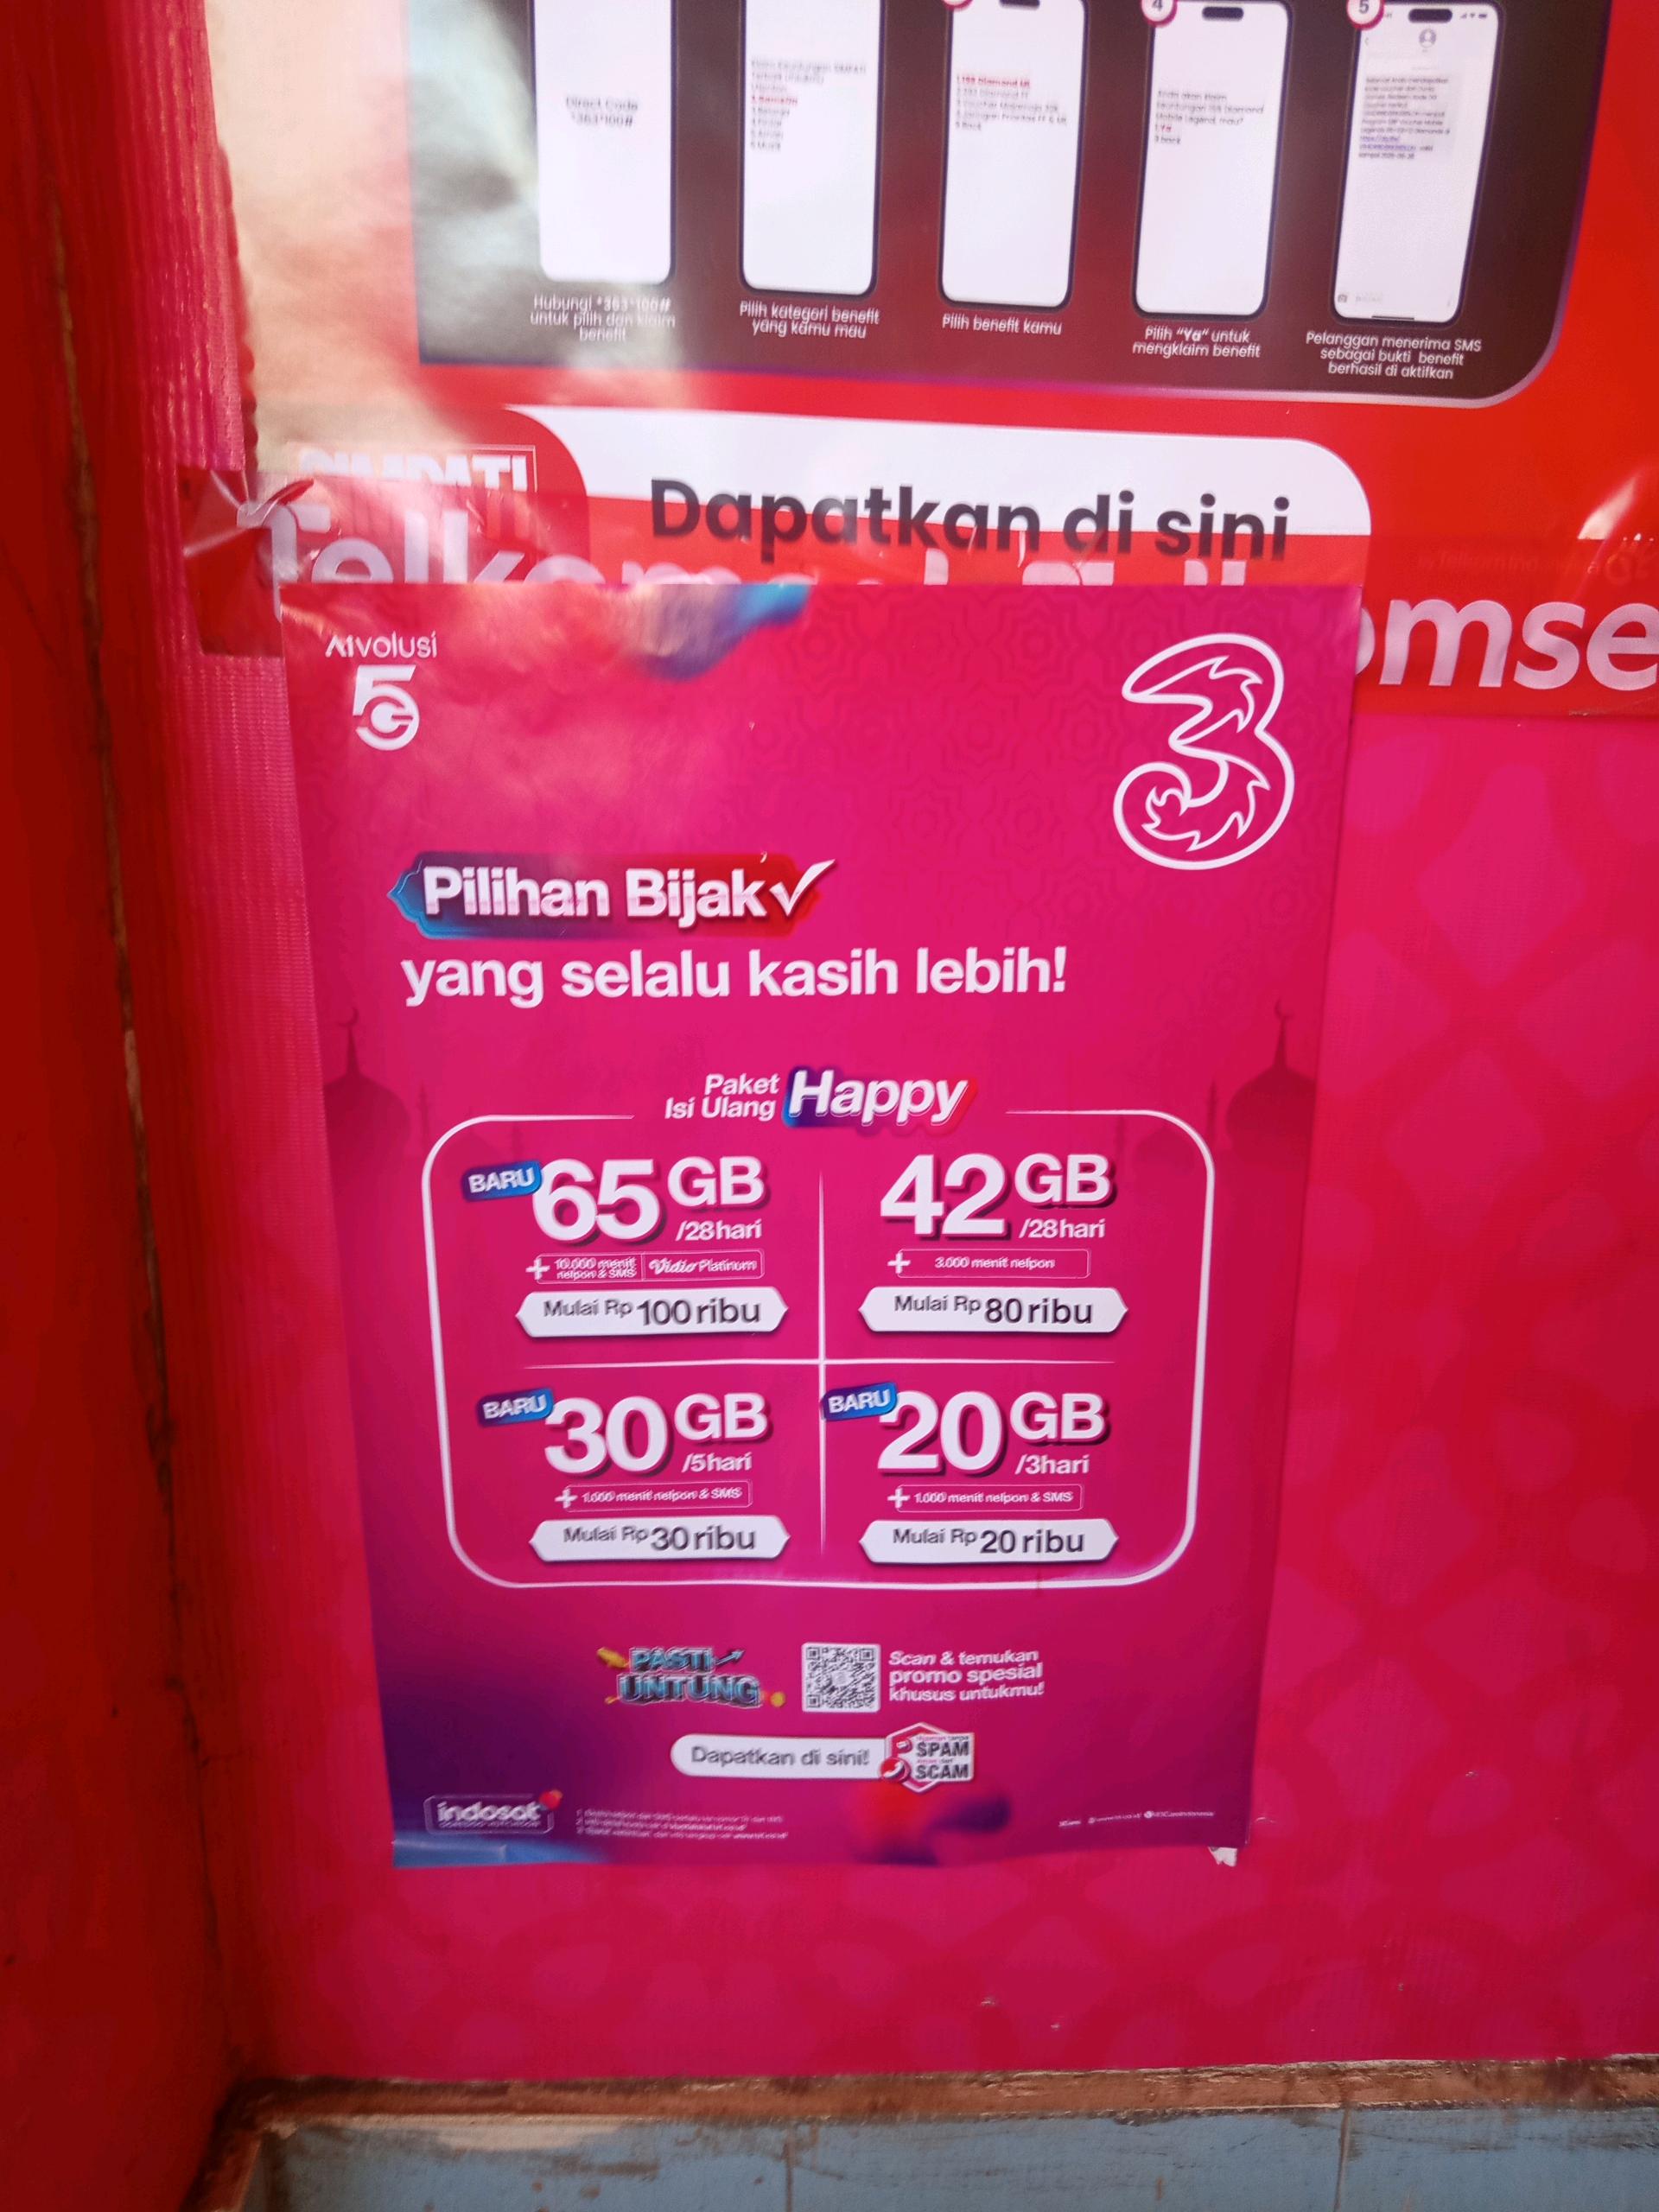 4
5
Direct Code
*363*100#
Hubungi *363*100#
untuk pilih dan klaim
benefit
Pilih kategori benefit
yang kamu mau
Pilih benefit kamu
Pilih "Ya" untuk
mengklaim benefit
Pelanggan menerima SMS
sebagai bukti benefit
berhasil di aktifkan
Dapatkan di sini
omse
AIvolusi
5G
3
Pilihan Bijak
yang selalu kasih lebih!
Paket
Isi Ulang Happy
BARU 65 GB
/28hari
+ 10.000 menit
nelpon & SMS
Vidio Platinum
Mulai Rp 100 ribu
42 GB
/28hari
+ 3.000 menit nelpon
Mulai Rp 80 ribu
BARU 30 GB
/5hari
+ 1.000 menit nelpon & SMS
Mulai Rp 30 ribu
BARU 20 GB
/3hari
+ 1.000 menit nelpon & SMS
Mulai Rp 20 ribu
PASTI
UNTUNG
Scan & temukan
promo spesial
khusus untukmu!
Dapatkan di sini!
SPAM
SCAM
indosat